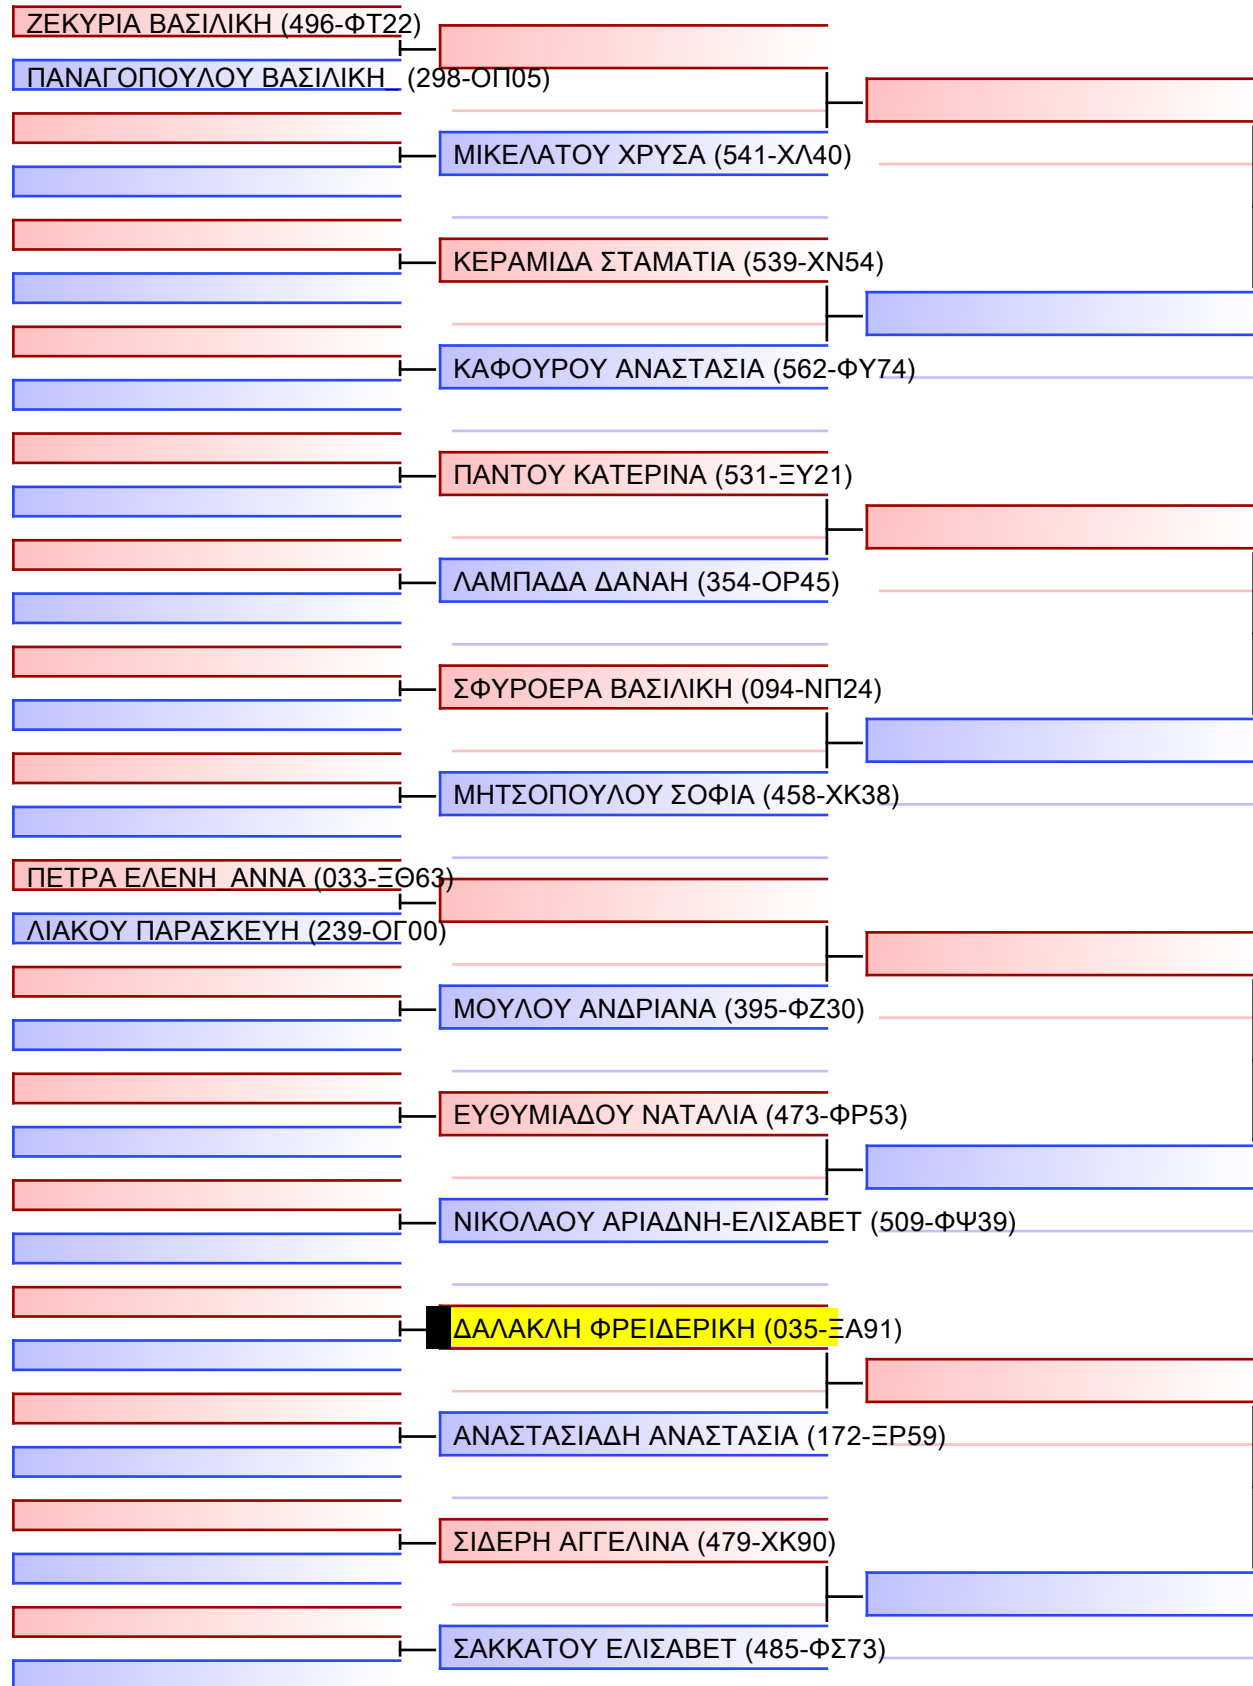 ΖΕΚΥΡΙΑ ΒΑΣΙΛΙΚΗ (496-ΦΤ22)
ΠΑΝΑΓΟΠΟΥΛΟΥ ΒΑΣΙΛΙΚΗ_ (298-ΟΠ05)
ΜΙΚΕΛΑΤΟΥ ΧΡΥΣΑ (541-ΧΛ40)
ΚΕΡΑΜΙΔΑ ΣΤΑΜΑΤΙΑ (539-ΧΝ54)
ΚΑΦΟΥΡΟΥ ΑΝΑΣΤΑΣΙΑ (562-ΦΥ74)
ΠΑΝΤΟΥ ΚΑΤΕΡΙΝΑ (531-ΞΥ21)
ΛΑΜΠΑΔΑ ΔΑΝΑΗ (354-ΟΡ45)
ΣΦΥΡΟΕΡΑ ΒΑΣΙΛΙΚΗ (094-ΝΠ24)
ΜΗΤΣΟΠΟΥΛΟΥ ΣΟΦΙΑ (458-ΧΚ38)
ΠΕΤΡΑ ΕΛΕΝΗ_ΑΝΝΑ (033-ΞΘ63)
ΛΙΑΚΟΥ ΠΑΡΑΣΚΕΥΗ (239-ΟΓ00)
ΜΟΥΛΟΥ ΑΝΔΡΙΑΝΑ (395-ΦΖ30)
ΕΥΘΥΜΙΑΔΟΥ ΝΑΤΑΛΙΑ (473-ΦΡ53)
ΝΙΚΟΛΑΟΥ ΑΡΙΑΔΝΗ-ΕΛΙΣΑΒΕΤ (509-ΦΨ39)
ΔΑΛΑΚΛΗ ΦΡΕΙΔΕΡΙΚΗ (035-ΞΑ91)
ΑΝΑΣΤΑΣΙΑΔΗ ΑΝΑΣΤΑΣΙΑ (172-ΞΡ59)
ΣΙΔΕΡΗ ΑΓΓΕΛΙΝΑ (479-ΧΚ90)
ΣΑΚΚΑΤΟΥ ΕΛΙΣΑΒΕΤ (485-ΦΣ73)